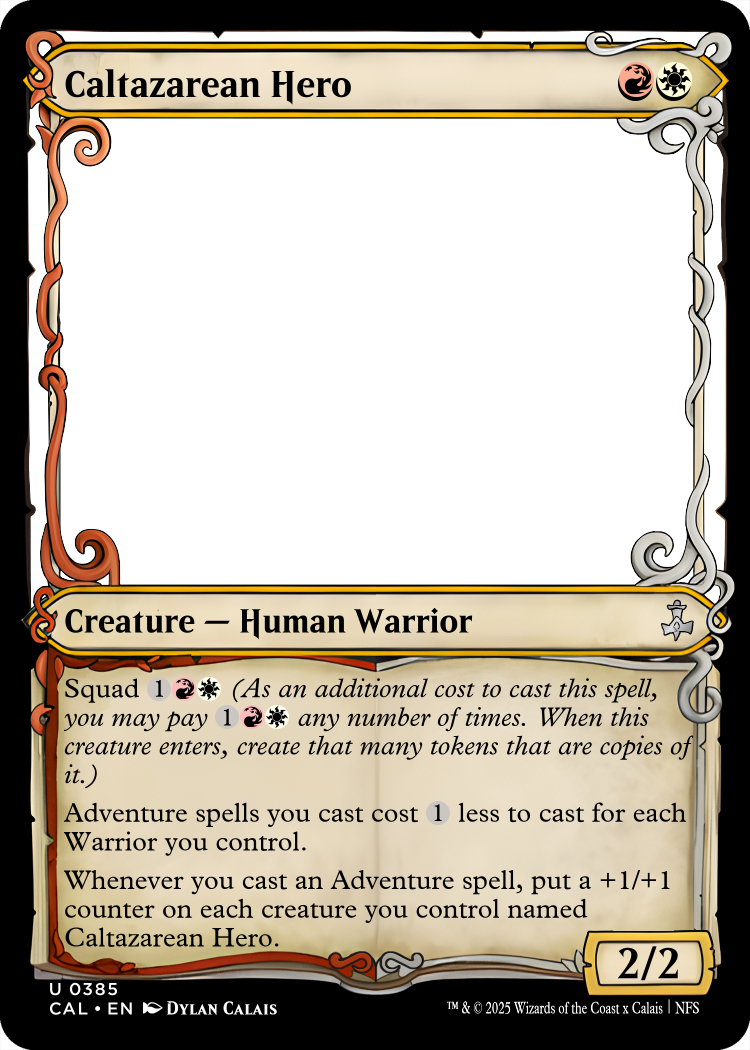 Caltazarean Hero
Creature — Human Warrior
Squad 1 (As an additional cost to cast this spell,
you may pay 1 any number of times. When this
creature enters, create that many tokens that are copies of
it.)
Adventure spells you cast cost 1 less to cast for each
Warrior you control.
Whenever you cast an Adventure spell, put a +1/+1
counter on each creature you control named
Caltazarean Hero.
2/2
U 0385
CAL • EN Dylan Calais
™ & © 2025 Wizards of the Coast x Calais | NFS